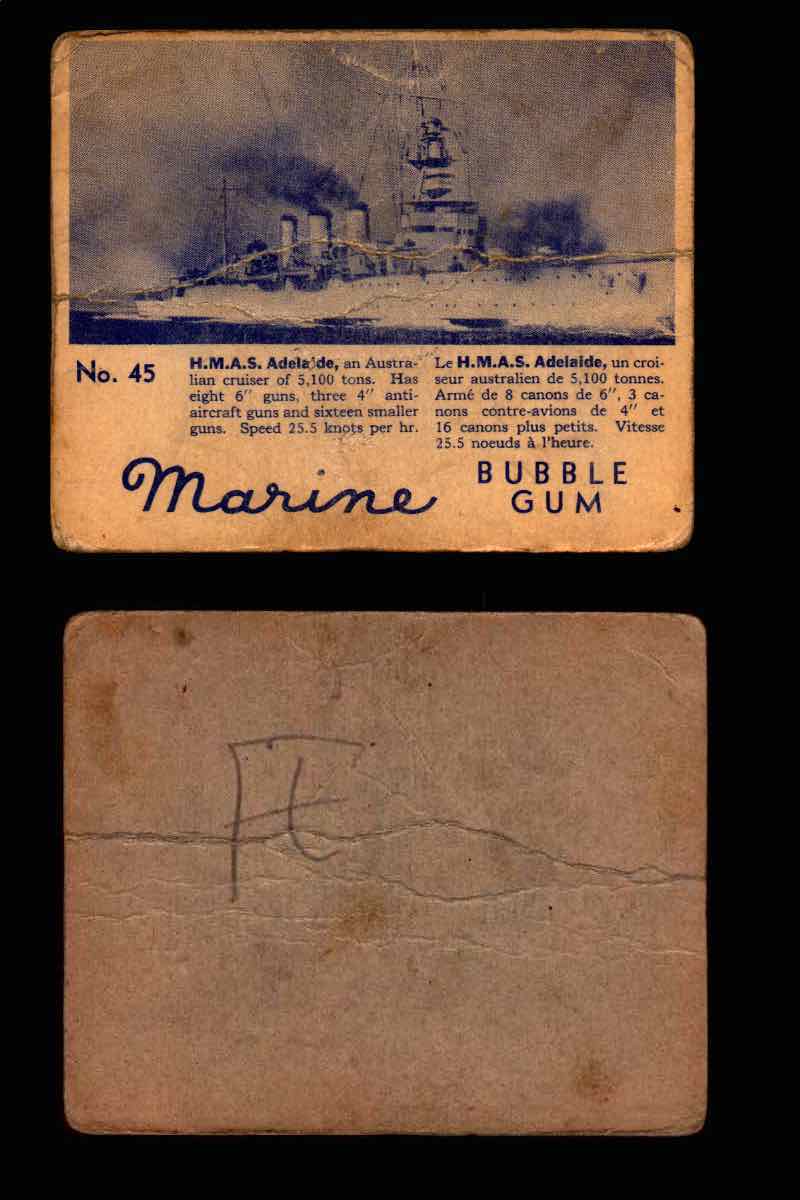 No. 45
H.M.A.S. Adelaide, an Austra-
lian cruiser of 5,100 tons. Has
eight 6″ guns, three 4″ anti-
aircraft guns and sixteen smaller
guns. Speed 25.5 knots per hr.
Le H.M.A.S. Adelaide, un croi-
seur australien de 5,100 tonnes.
Armé de 8 canons de 6″, 3 ca-
nons contre-avions de 4″ et
16 canons plus petits. Vitesse
25.5 noeuds à l'heure.
Marine
BUBBLE
GUM